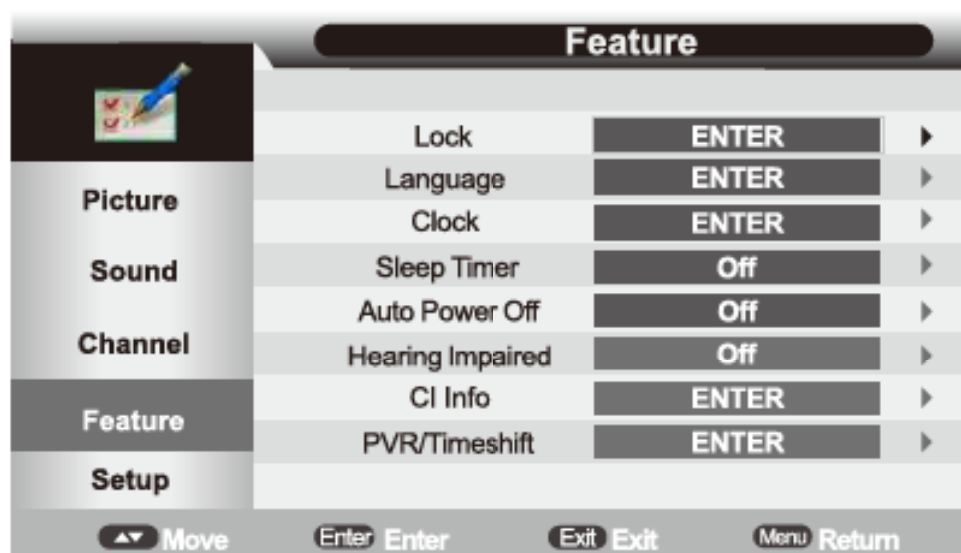 Feature
Picture
Sound
Channel
Feature
Setup
Lock ENTER
Language ENTER
Clock ENTER
Sleep Timer Off
Auto Power Off Off
Hearing Impaired Off
CI Info ENTER
PVR/Timeshift ENTER
Move Enter Enter Exit Exit Menu Return